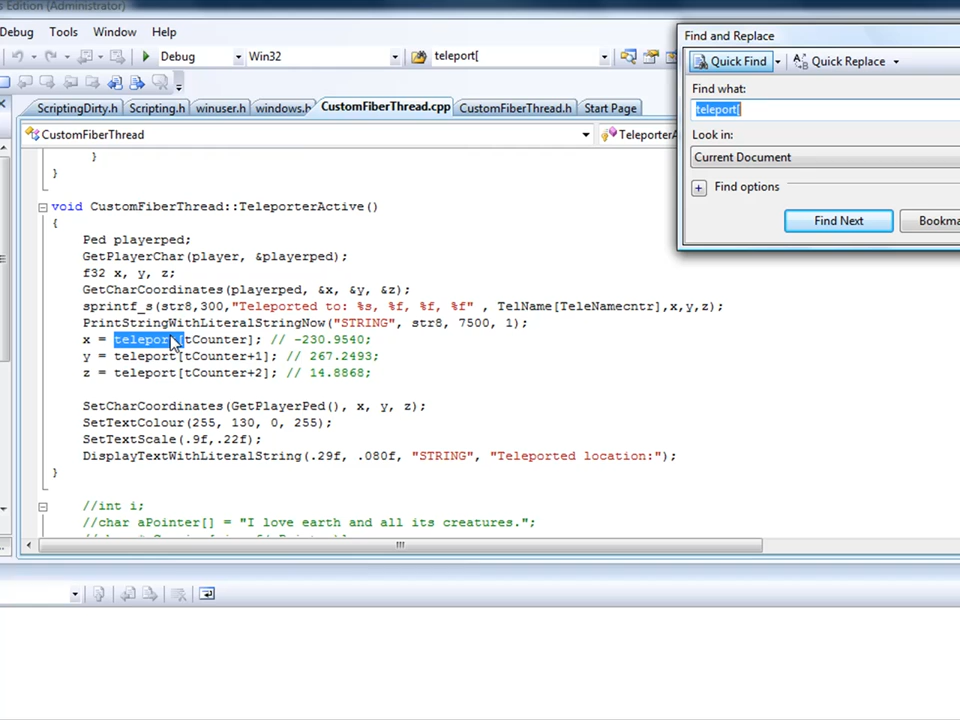 s Edition (Administrator)
Debug Tools Window Help
Debug Win32 teleport[
ScriptingDirty.h Scripting.h winuser.h windows.h CustomFiberThread.cpp CustomFiberThread.h Start Page
CustomFiberThread TeleporterA
}
}
void CustomFiberThread::TeleporterActive()
{
Ped playerped;
GetPlayerChar(player, &playerped);
f32 x, y, z;
GetCharCoordinates(playerped, &x, &y, &z);
sprintf_s(str8,300,"Teleported to: %s, %f, %f, %f" , TelName[TeleNamecntr],x,y,z);
PrintStringWithLiteralStringNow("STRING", str8, 7500, 1);
x = teleport[tCounter]; // -230.9540;
y = teleport[tCounter+1]; // 267.2493;
z = teleport[tCounter+2]; // 14.8868;
SetCharCoordinates(GetPlayerPed(), x, y, z);
SetTextColour(255, 130, 0, 255);
SetTextScale(.9f,.22f);
DisplayTextWithLiteralString(.29f, .080f, "STRING", "Teleported location:");
}
//int i;
//char aPointer[] = "I love earth and all its creatures.";
Find and Replace
Quick Find Quick Replace
Find what:
teleport[
Look in:
Current Document
Find options
Find Next Bookma